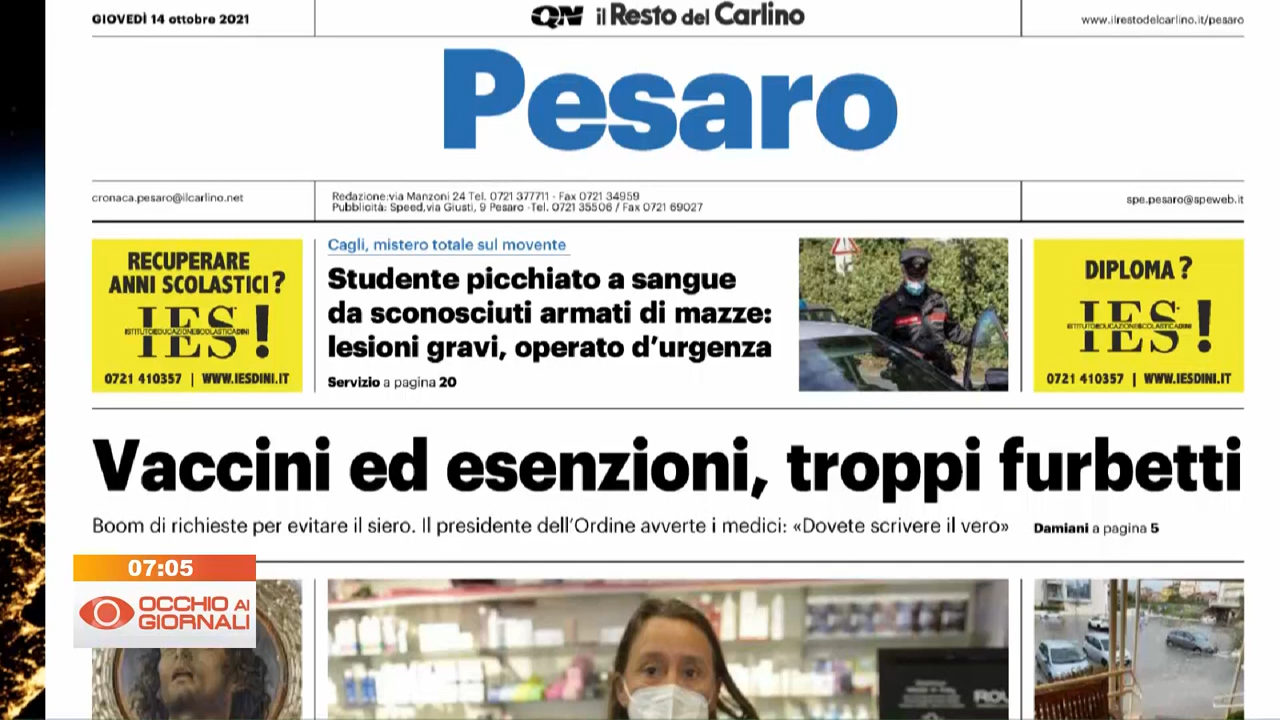 GIOVEDÌ 14 ottobre 2021
QN il Resto del Carlino
www.ilrestodelcarlino.it/pesaro
Pesaro
cronaca.pesaro@ilcarlino.net
Redazione:via Manzoni 24 Tel. 0721 377711 - Fax 0721 34959
Pubblicità: Speed,via Giusti, 9 Pesaro -Tel. 0721 35506 / Fax 0721 69027
spe.pesaro@speweb.it
RECUPERARE
ANNI SCOLASTICI?
IES!
ISTITUTOEDUCAZIONESCOLASTICADINI
0721 410357 | WWW.IESDINI.IT
Cagli, mistero totale sul movente
Studente picchiato a sangue
da sconosciuti armati di mazze:
lesioni gravi, operato d'urgenza
Servizio a pagina 20
DIPLOMA?
IES!
ISTITUTOEDUCAZIONESCOLASTICADINI
0721 410357 | WWW.IESDINI.IT
Vaccini ed esenzioni, troppi furbetti
Boom di richieste per evitare il siero. Il presidente dell'Ordine avverte i medici: «Dovete scrivere il vero»
Damiani a pagina 5
07:05
OCCHIO AI
GIORNALI